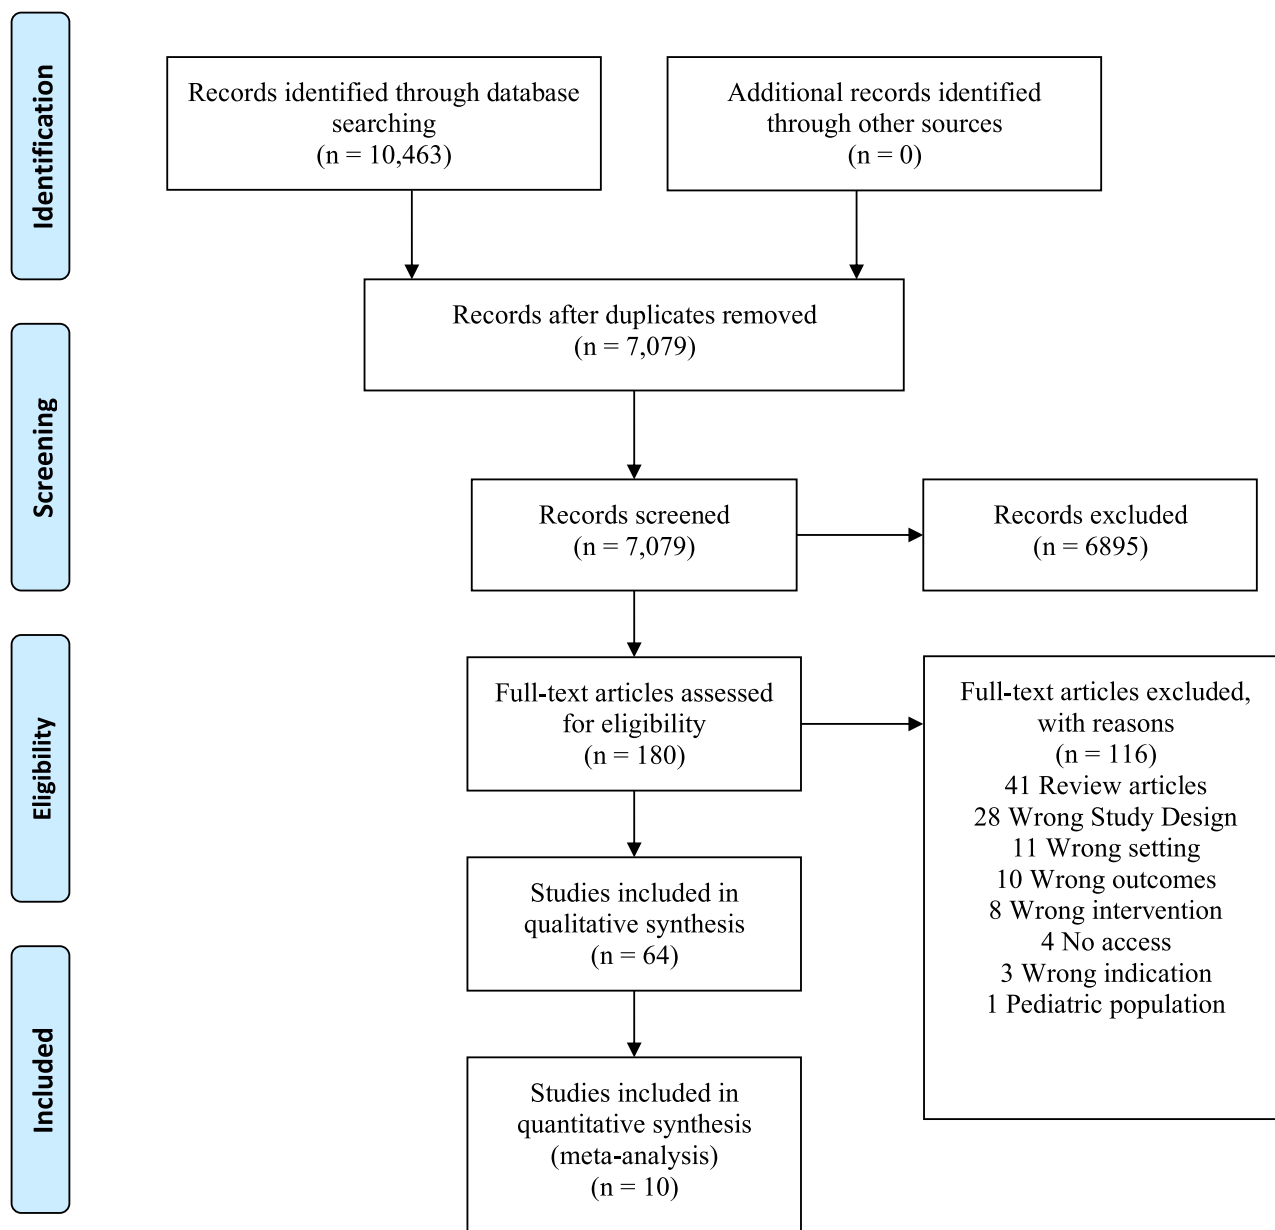 Identification
Records identified through database
searching
(n = 10,463)
Additional records identified
through other sources
(n = 0)
Records after duplicates removed
(n = 7,079)
Screening
Records screened
(n = 7,079)
Records excluded
(n = 6895)
Eligibility
Full-text articles assessed
for eligibility
(n = 180)
Full-text articles excluded,
with reasons
(n = 116)
41 Review articles
28 Wrong Study Design
11 Wrong setting
10 Wrong outcomes
8 Wrong intervention
4 No access
3 Wrong indication
1 Pediatric population
Studies included in
qualitative synthesis
(n = 64)
Included
Studies included in
quantitative synthesis
(meta-analysis)
(n = 10)